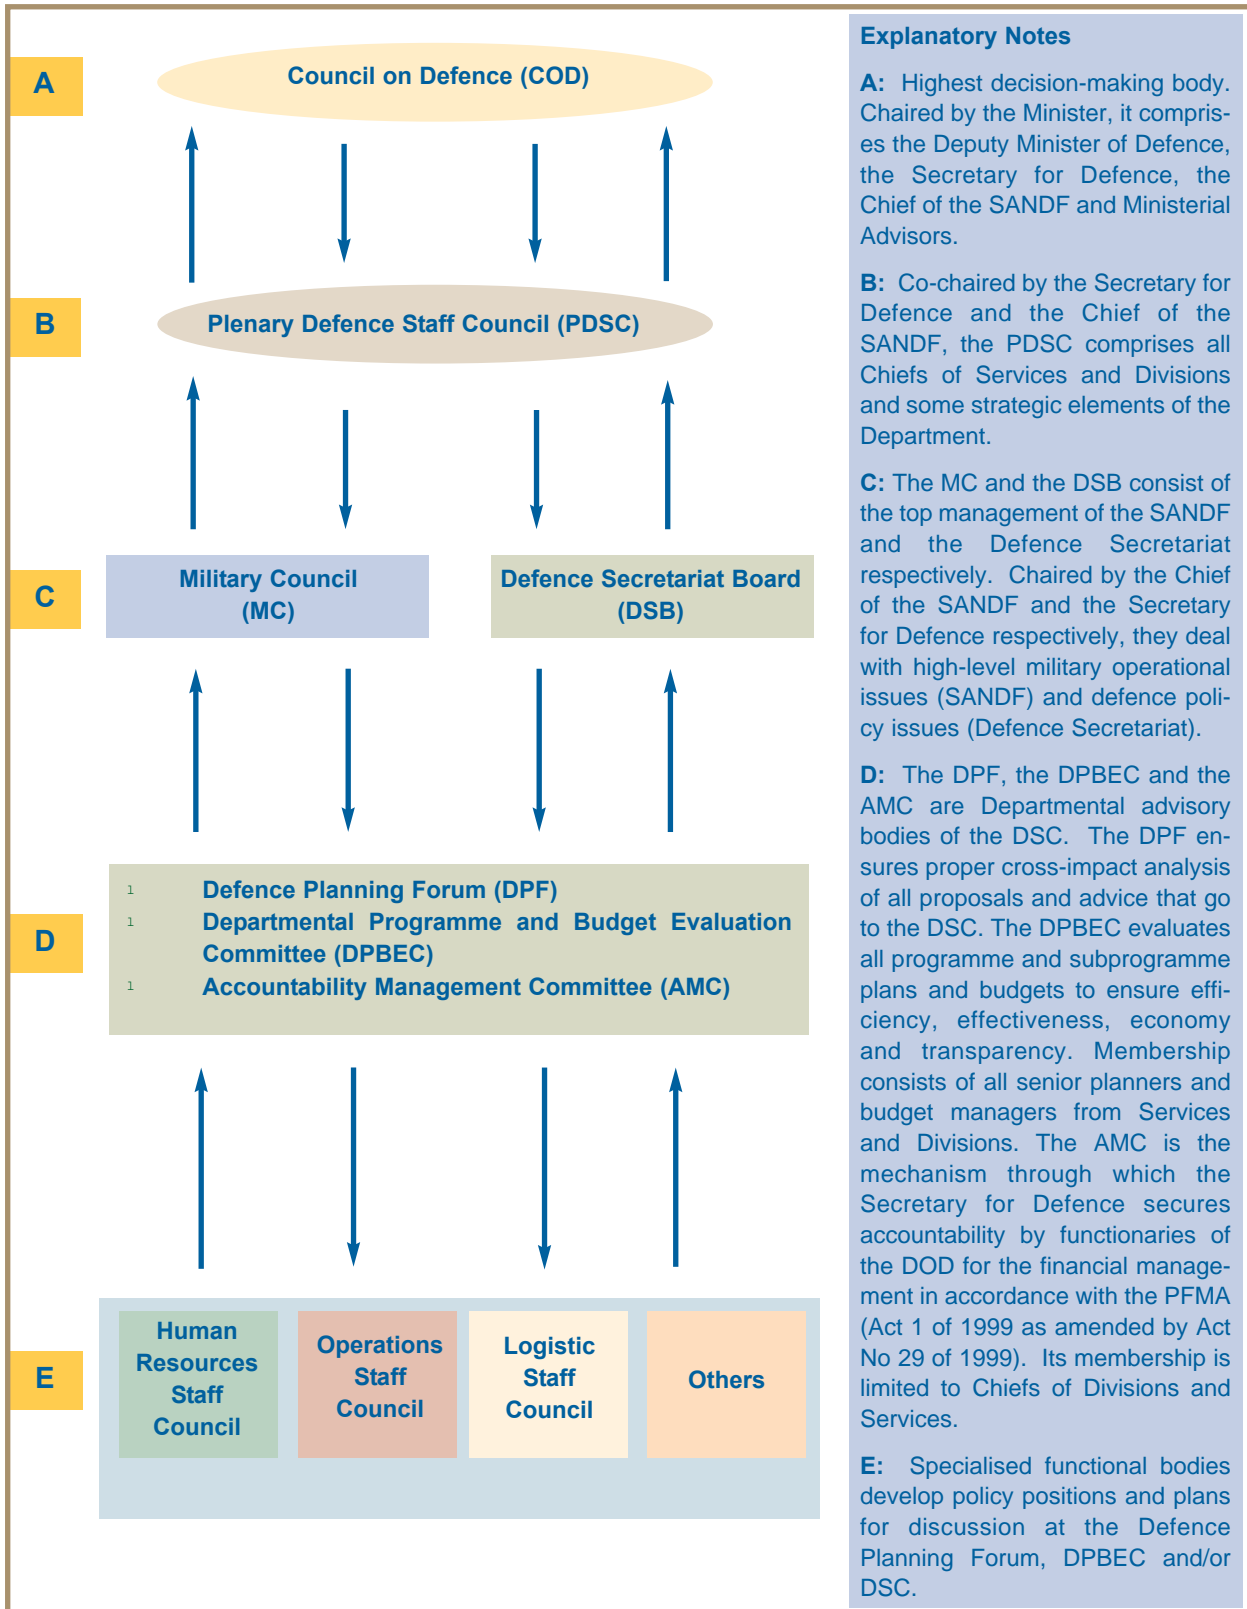 A
Council on Defence (COD)
B
Plenary Defence Staff Council (PDSC)
C
Military Council
(MC)
Defence Secretariat Board
(DSB)
D
1 Defence Planning Forum (DPF)
1 Departmental Programme and Budget Evaluation
Committee (DPBEC)
1 Accountability Management Committee (AMC)
E
Human
Resources
Staff
Council
Operations
Staff
Council
Logistic
Staff
Council
Others
Explanatory Notes
A: Highest decision-making body.
Chaired by the Minister, it compris-
es the Deputy Minister of Defence,
the Secretary for Defence, the
Chief of the SANDF and Ministerial
Advisors.
B: Co-chaired by the Secretary for
Defence and the Chief of the
SANDF, the PDSC comprises all
Chiefs of Services and Divisions
and some strategic elements of the
Department.
C: The MC and the DSB consist of
the top management of the SANDF
and the Defence Secretariat
respectively. Chaired by the Chief
of the SANDF and the Secretary
for Defence respectively, they deal
with high-level military operational
issues (SANDF) and defence poli-
cy issues (Defence Secretariat).
D: The DPF, the DPBEC and the
AMC are Departmental advisory
bodies of the DSC. The DPF en-
sures proper cross-impact analysis
of all proposals and advice that go
to the DSC. The DPBEC evaluates
all programme and subprogramme
plans and budgets to ensure effi-
ciency, effectiveness, economy
and transparency. Membership
consists of all senior planners and
budget managers from Services
and Divisions. The AMC is the
mechanism through which the
Secretary for Defence secures
accountability by functionaries of
the DOD for the financial manage-
ment in accordance with the PFMA
(Act 1 of 1999 as amended by Act
No 29 of 1999). Its membership is
limited to Chiefs of Divisions and
Services.
E: Specialised functional bodies
develop policy positions and plans
for discussion at the Defence
Planning Forum, DPBEC and/or
DSC.